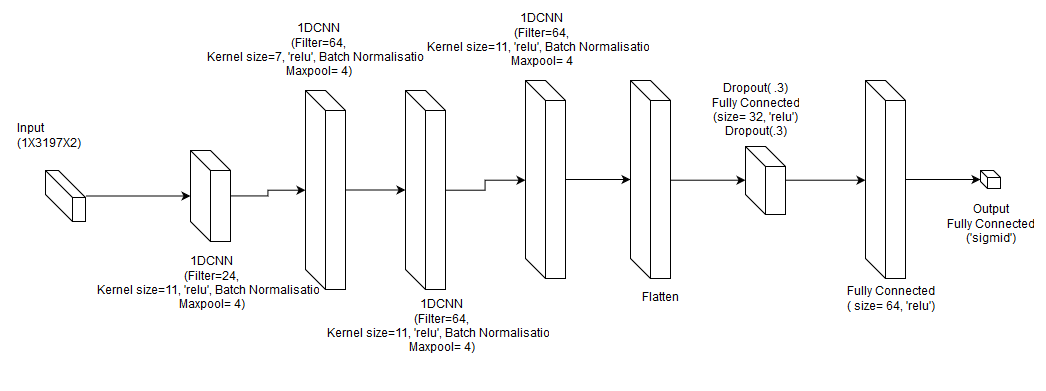 Input
(1X3197X2)
1DCNN
(Filter=24,
Kernel size=11, 'relu', Batch Normalisatio
Maxpool= 4)
1DCNN
(Filter=64,
Kernel size=7, 'relu', Batch Normalisatio
Maxpool= 4)
1DCNN
(Filter=64,
Kernel size=11, 'relu', Batch Normalisatio
Maxpool= 4)
1DCNN
(Filter=64,
Kernel size=11, 'relu', Batch Normalisatio
Maxpool= 4
Flatten
Dropout( .3)
Fully Connected
(size= 32, 'relu')
Dropout(.3)
Fully Connected
( size= 64, 'relu')
Output
Fully Connected
('sigmid')